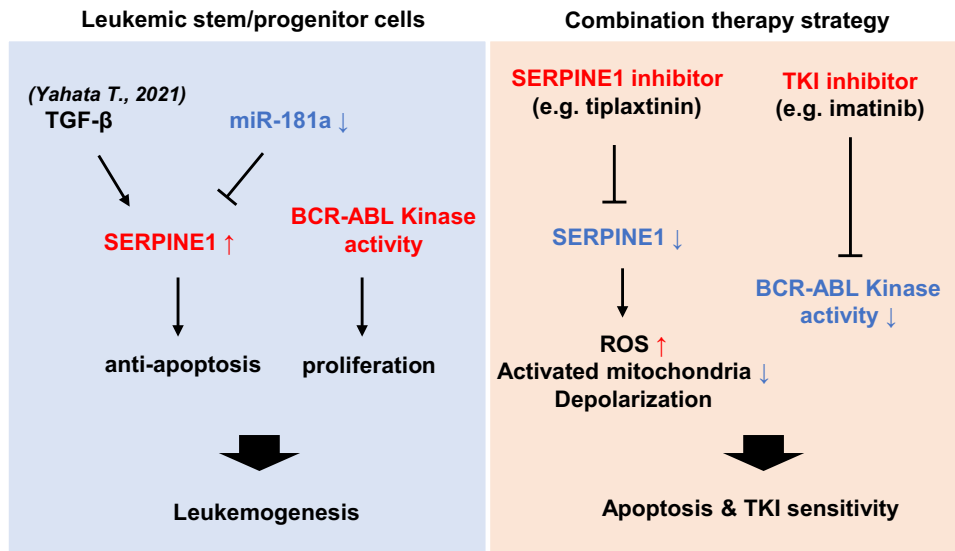 Leukemic stem/progenitor cells
(Yahata T., 2021)
TGF-β
miR-181a ↓
SERPINE1 ↑
BCR-ABL Kinase
activity
anti-apoptosis
proliferation
Leukemogenesis
Combination therapy strategy
SERPINE1 inhibitor
(e.g. tiplaxtinin)
TKI inhibitor
(e.g. imatinib)
SERPINE1 ↓
BCR-ABL Kinase
activity ↓
ROS ↑
Activated mitochondria ↓
Depolarization
Apoptosis & TKI sensitivity